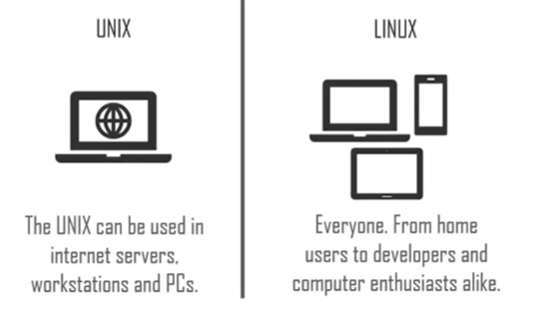 UNIX
The UNIX can be used in
internet servers,
workstations and PCs.
LINUX
Everyone. From home
users to developers and
computer enthusiasts alike.